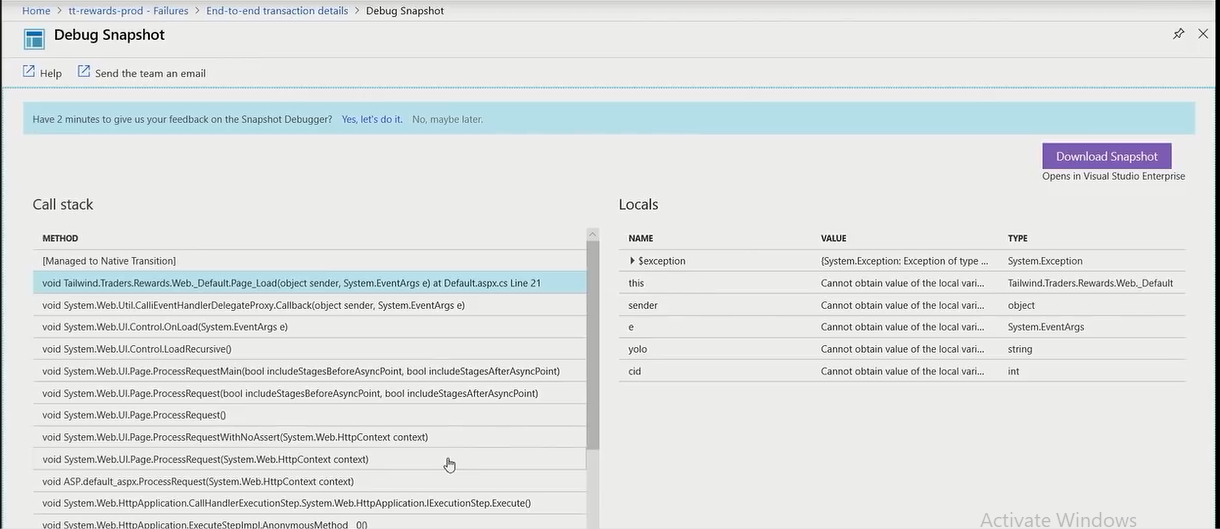 Home > tt-rewards-prod - Failures > End-to-end transaction details > Debug Snapshot
Debug Snapshot
Help Send the team an email
Have 2 minutes to give us your feedback on the Snapshot Debugger? Yes, let's do it. No, maybe later.
Download Snapshot
Opens in Visual Studio Enterprise
Call stack
METHOD
[Managed to Native Transition]
void Tailwind.Traders.Rewards.Web._Default.Page_Load(object sender, System.EventArgs e) at Default.aspx.cs Line 21
void System.Web.Util.CalliEventHandlerDelegateProxy.Callback(object sender, System.EventArgs e)
void System.Web.UI.Control.OnLoad(System.EventArgs e)
void System.Web.UI.Control.LoadRecursive()
void System.Web.UI.Page.ProcessRequestMain(bool includeStagesBeforeAsyncPoint, bool includeStagesAfterAsyncPoint)
void System.Web.UI.Page.ProcessRequest(bool includeStagesBeforeAsyncPoint, bool includeStagesAfterAsyncPoint)
void System.Web.UI.Page.ProcessRequest()
void System.Web.UI.Page.ProcessRequestWithNoAssert(System.Web.HttpContext context)
void System.Web.UI.Page.ProcessRequest(System.Web.HttpContext context)
void ASP.default_aspx.ProcessRequest(System.Web.HttpContext context)
void System.Web.HttpApplication.CallHandlerExecutionStep.System.Web.HttpApplication.IExecutionStep.Execute()
void System.Web.HttpApplication.ExecuteStepImpl.AnonymousMethod__0()
Locals
NAME VALUE TYPE
$exception {System.Exception: Exception of type ... System.Exception
this Cannot obtain value of the local vari... Tailwind.Traders.Rewards.Web._Default
sender Cannot obtain value of the local vari... object
e Cannot obtain value of the local vari... System.EventArgs
yolo Cannot obtain value of the local vari... string
cid Cannot obtain value of the local vari... int
Activate Windows